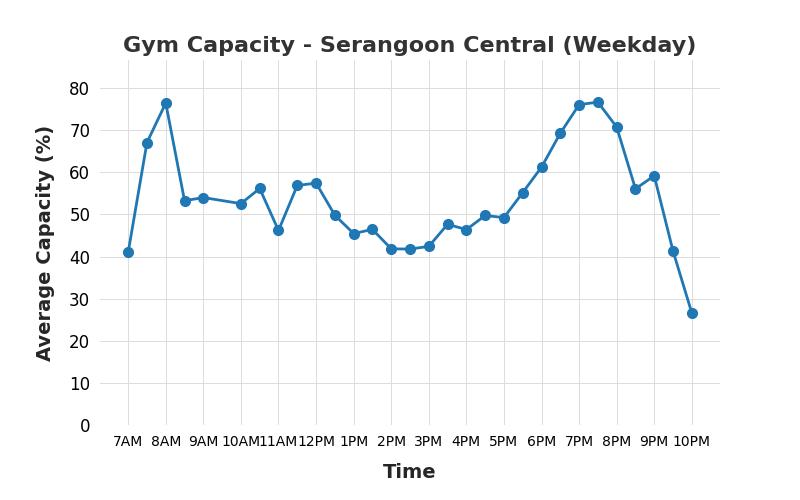 Gym Capacity - Serangoon Central (Weekday)
Average Capacity (%)
80
70
60
50
40
30
20
10
0
7AM 8AM 9AM 10AM 11AM 12PM 1PM 2PM 3PM 4PM 5PM 6PM 7PM 8PM 9PM 10PM
Time